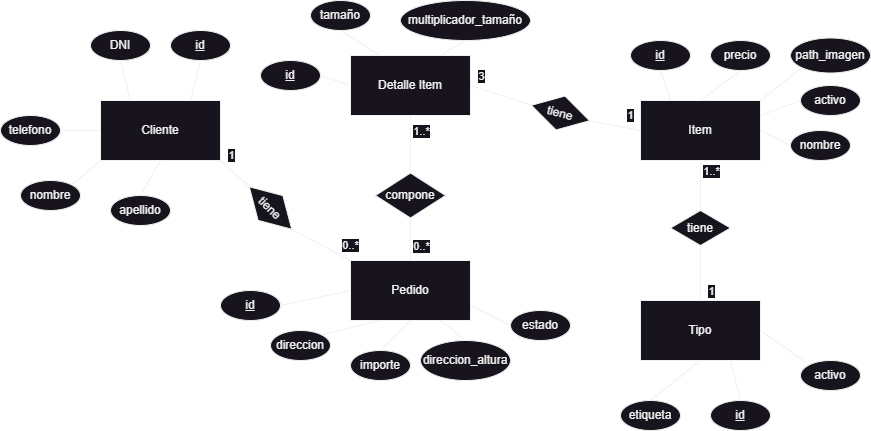 tamaño
multiplicador_tamaño
DNI
id
id
Detalle Item
3
id
precio
path_imagen
activo
nombre
tiene
1
Item
telefono
Cliente
1
nombre
apellido
1..*
compone
0..*
tiene
0..*
1..*
tiene
1
Pedido
id
direccion
importe
direccion_altura
estado
Tipo
activo
etiqueta
id